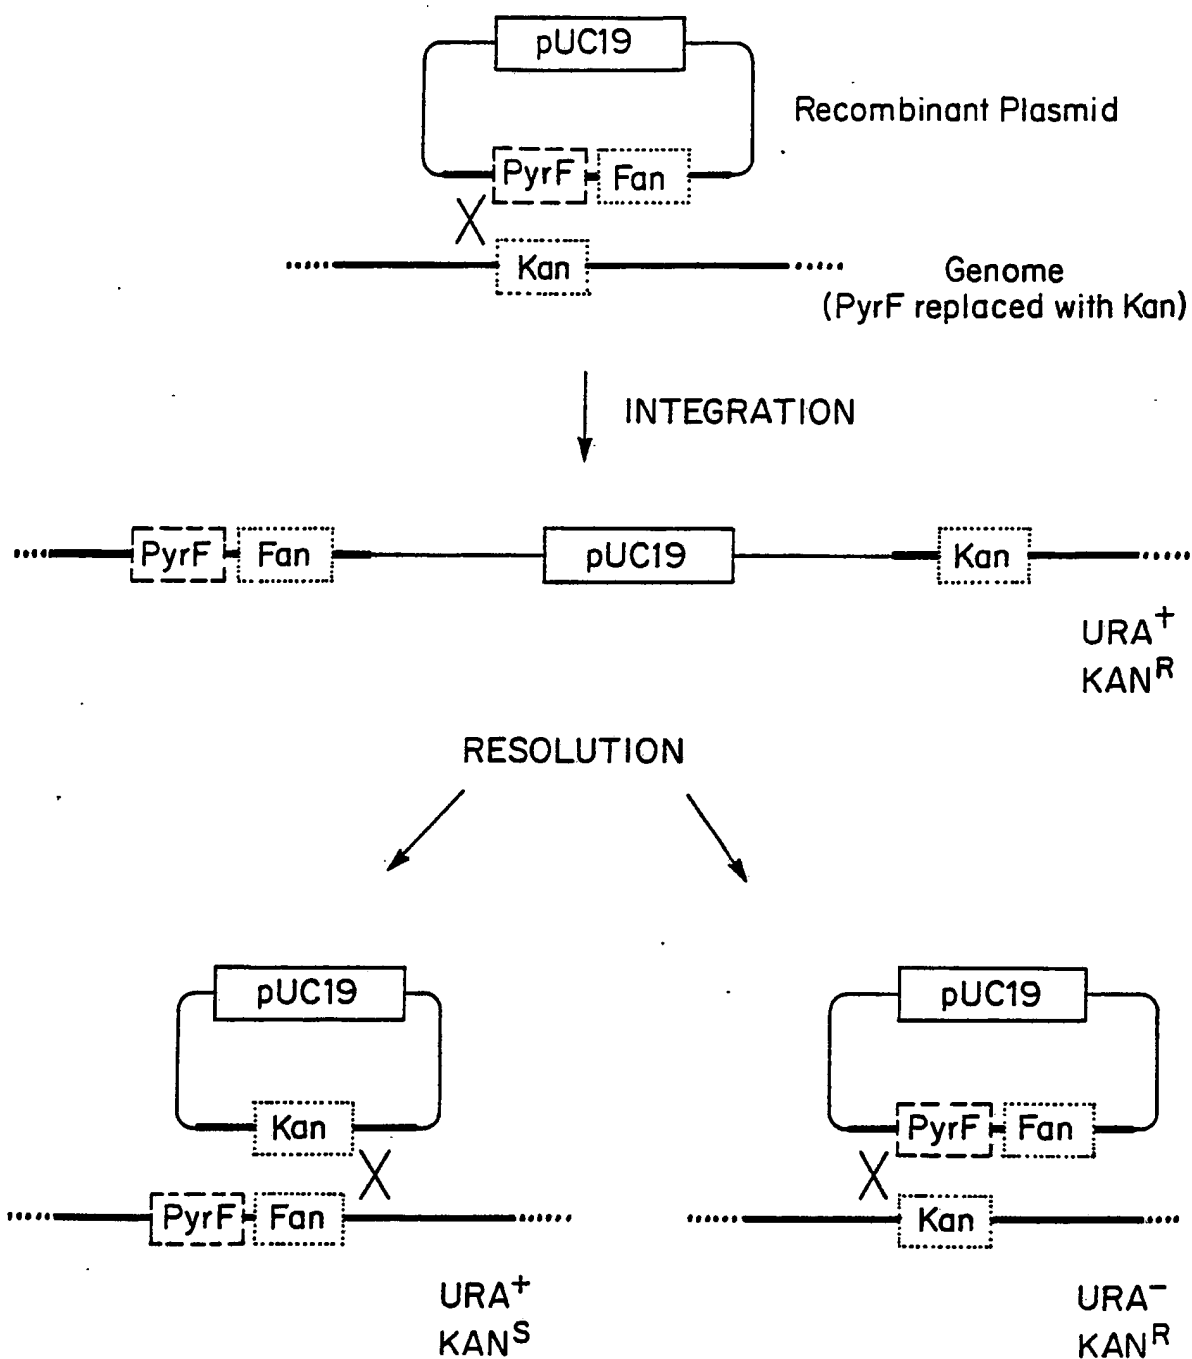 pUC19
Recombinant Plasmid
PyrF
Fan
X
Kan
Genome
(PyrF replaced with Kan)
INTEGRATION
PyrF
Fan
pUC19
Kan
URA⁺
KANᴿ
RESOLUTION
pUC19
Kan
X
PyrF
Fan
URA⁺
KANˢ
pUC19
PyrF
Fan
X
Kan
URA⁻
KANᴿ